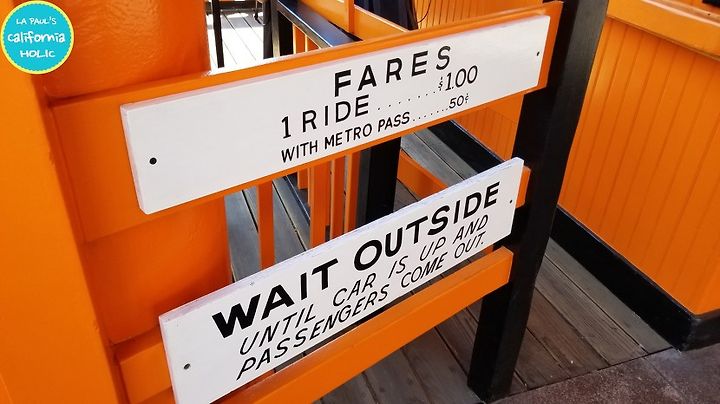 LA PAUL'S
california
HOLIC
FARES
1 RIDE ........ $1.00
WITH METRO PASS ...... 50¢
WAIT OUTSIDE
UNTIL CAR IS UP AND
PASSENGERS COME OUT.